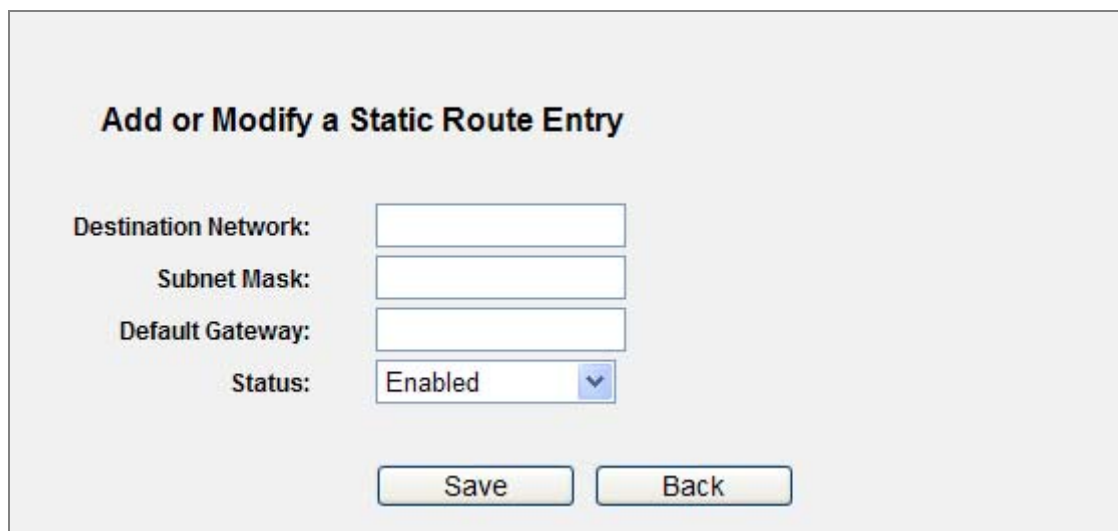 Add or Modify a Static Route Entry
Destination Network:
Subnet Mask:
Default Gateway:
Status: Enabled
Save Back